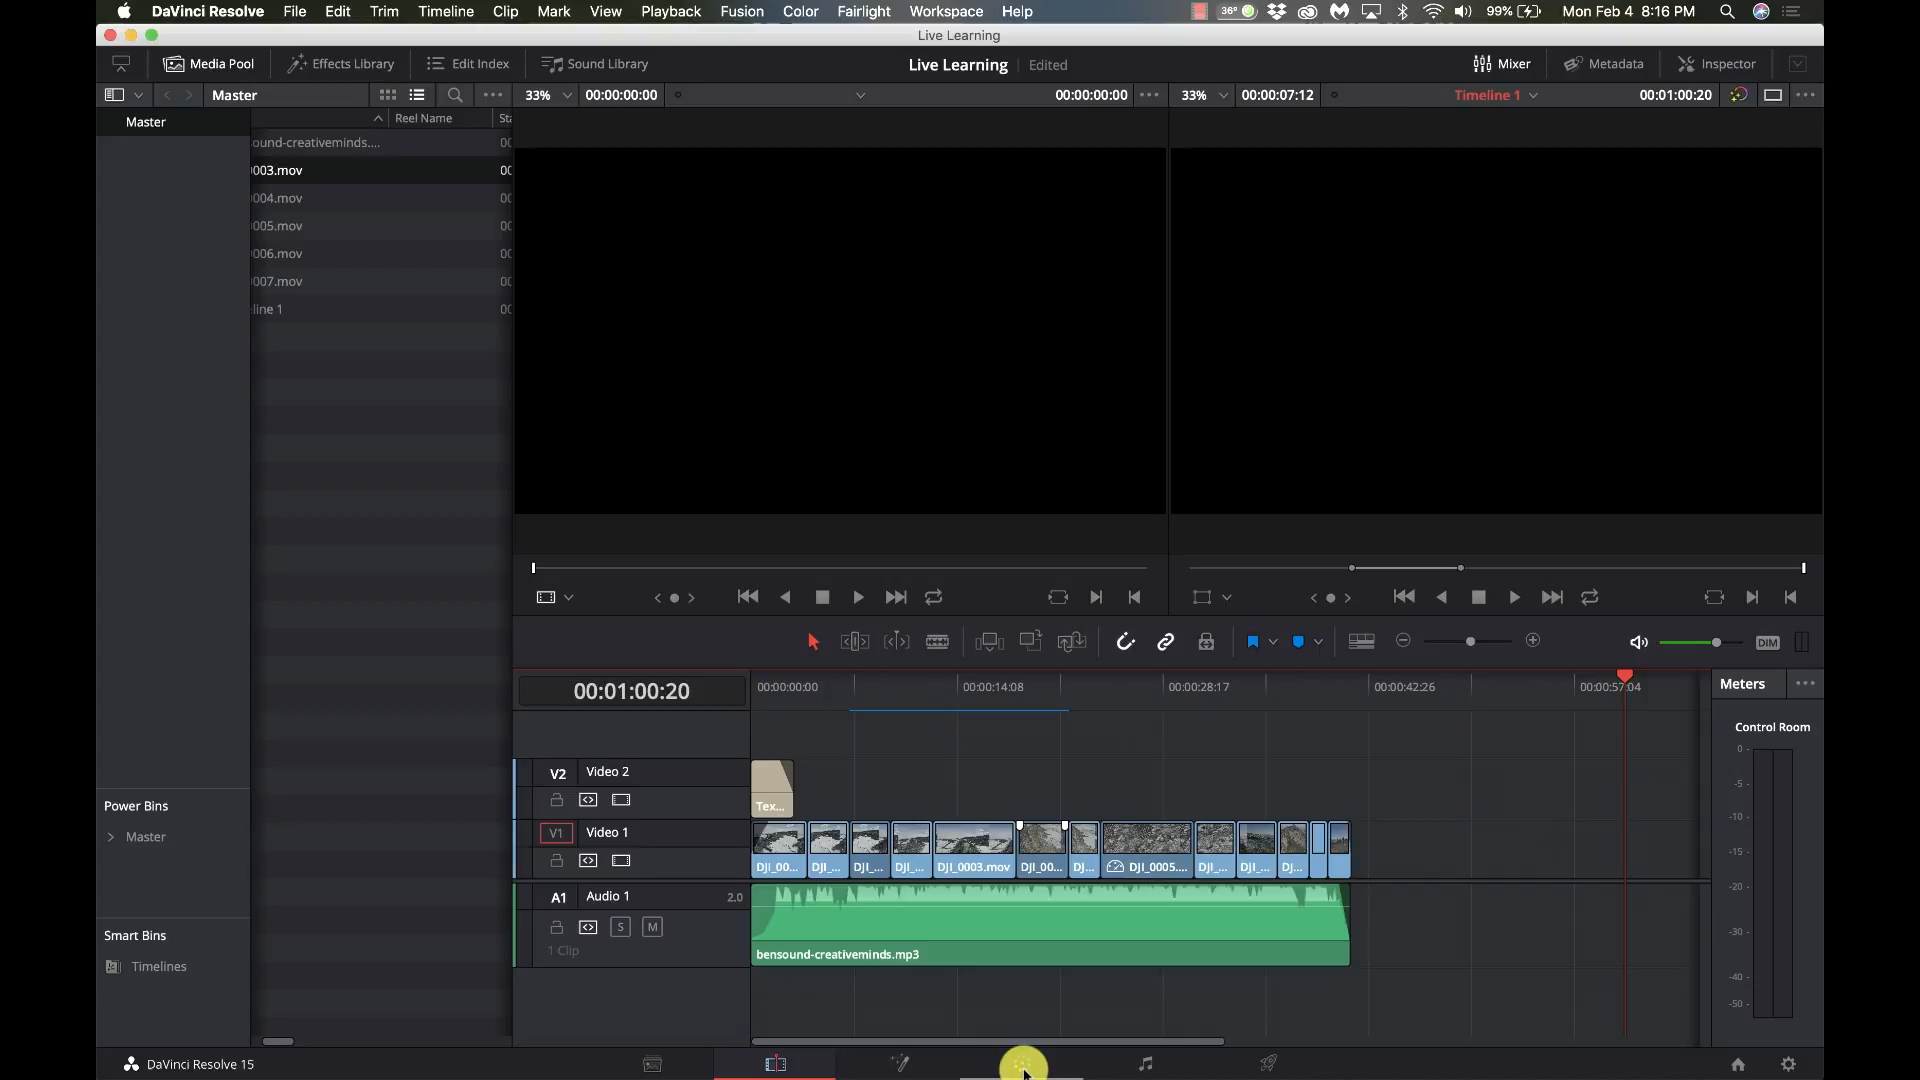 DaVinci Resolve File Edit Trim Timeline Clip Mark View Playback Fusion Color Fairlight Workspace Help 36° 99% Mon Feb 4 8:16 PM
Live Learning
Media Pool Effects Library Edit Index Sound Library Live Learning Edited Mixer Metadata Inspector
Master 33% 00:00:00:00 00:00:00:00 33% 00:00:07:12 Timeline 1 00:01:00:20
Master Reel Name Sta
ound-creativeminds.... 00
003.mov 00
004.mov 00
005.mov 00
006.mov 00
007.mov 00
line 1 00
DIM
00:01:00:20 00:00:00:00 00:00:14:08 00:00:28:17 00:00:42:26 00:00:57:04 Meters
Control Room
0
-5
-10
-15
-20
-30
-40
-50
V2 Video 2
Tex...
V1 Video 1
DJI_00... DJI_... DJI_... DJI_... DJI_0003.mov DJI_00... DJ... DJI_0005.... DJI_... DJI_... DJ...
A1 Audio 1 2.0
S M
1 Clip
bensound-creativeminds.mp3
Power Bins
Master
Smart Bins
Timelines
DaVinci Resolve 15